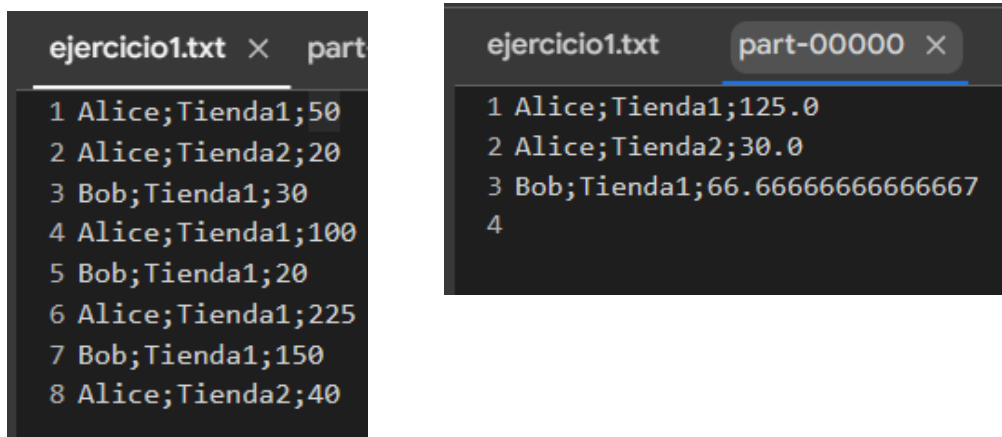 ejercicio1.txt × part
1 Alice;Tienda1;50
2 Alice;Tienda2;20
3 Bob;Tienda1;30
4 Alice;Tienda1;100
5 Bob;Tienda1;20
6 Alice;Tienda1;225
7 Bob;Tienda1;150
8 Alice;Tienda2;40
ejercicio1.txt part-00000 ×
1 Alice;Tienda1;125.0
2 Alice;Tienda2;30.0
3 Bob;Tienda1;66.66666666666667
4